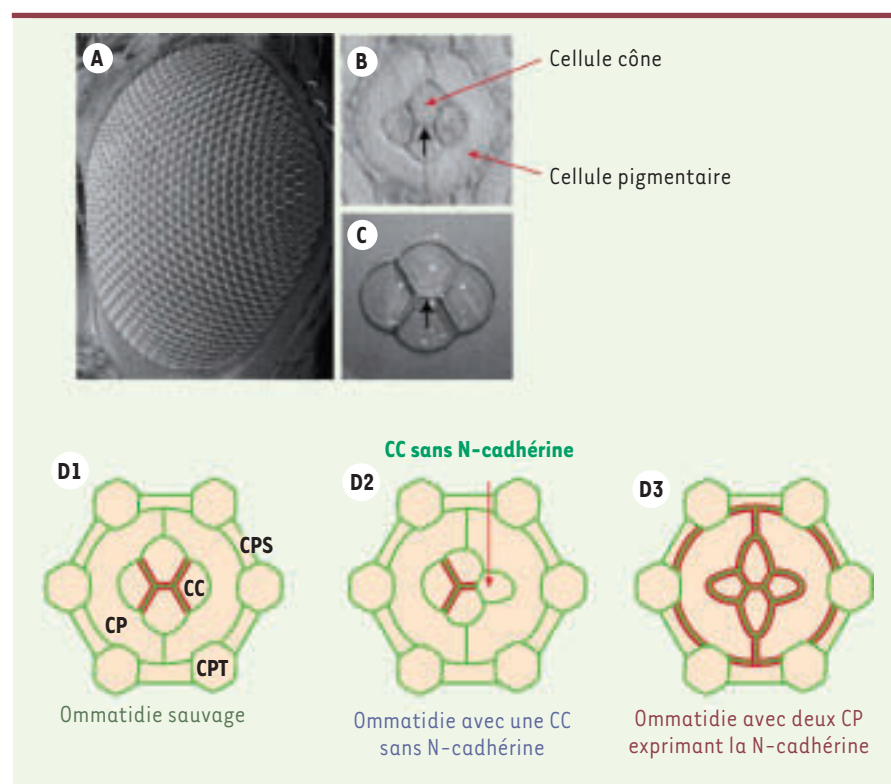 A
B
Cellule cône
Cellule pigmentaire
C
CC sans N-cadhérine
D1
D2
D3
CPS
CC
CP
CPT
Ommatidie sauvage
Ommatidie avec une CC
sans N-cadhérine
Ommatidie avec deux CP
exprimant la N-cadhérine